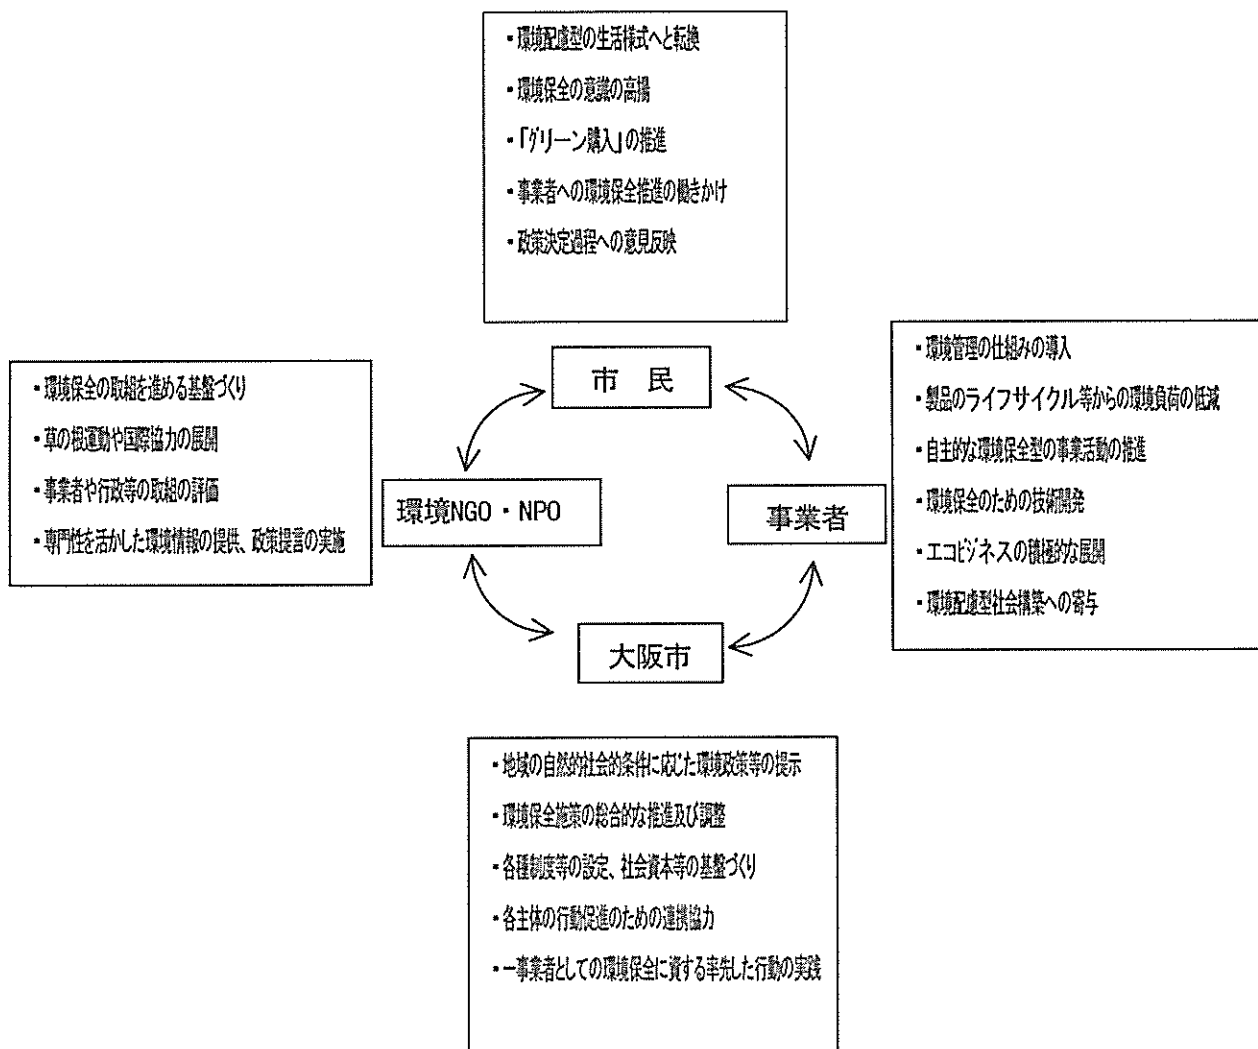 ・環境配慮型の生活様式へと転換
・環境保全の意識の高揚
・「グリーン購入」の推進
・事業者への環境保全推進の働きかけ
・政策決定過程への意見反映
市　民
・環境保全の取組を進める基盤づくり
・草の根運動や国際協力の展開
・事業者や行政等の取組の評価
・専門性を活かした環境情報の提供、政策提言の実施
環境NGO・NPO
事業者
・環境管理の仕組みの導入
・製品のライフサイクル等からの環境負荷の低減
・自主的な環境保全型の事業活動の推進
・環境保全のための技術開発
・エコビジネスの積極的な展開
・環境配慮型社会構築への寄与
大阪市
・地域の自然的社会的条件に応じた環境政策等の提示
・環境保全施策の総合的な推進及び調整
・各種制度等の設定、社会資本等の基盤づくり
・各主体の行動促進のための連携協力
・一事業者としての環境保全に資する率先した行動の実践